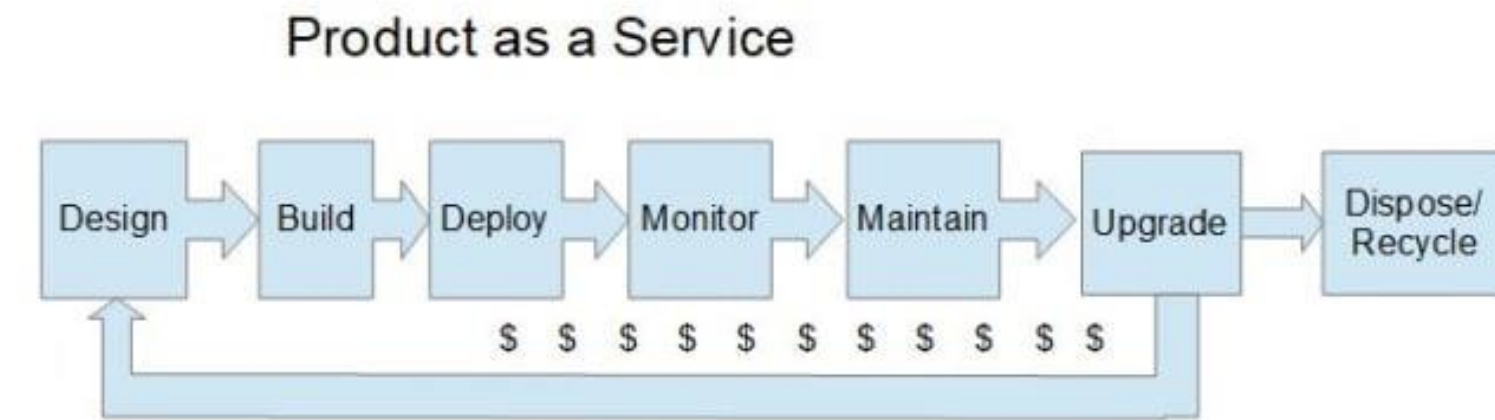 Product as a Service
Design
Build
Deploy
Monitor
Maintain
Upgrade
Dispose/
Recycle
$ $ $ $ $ $ $ $ $ $ $